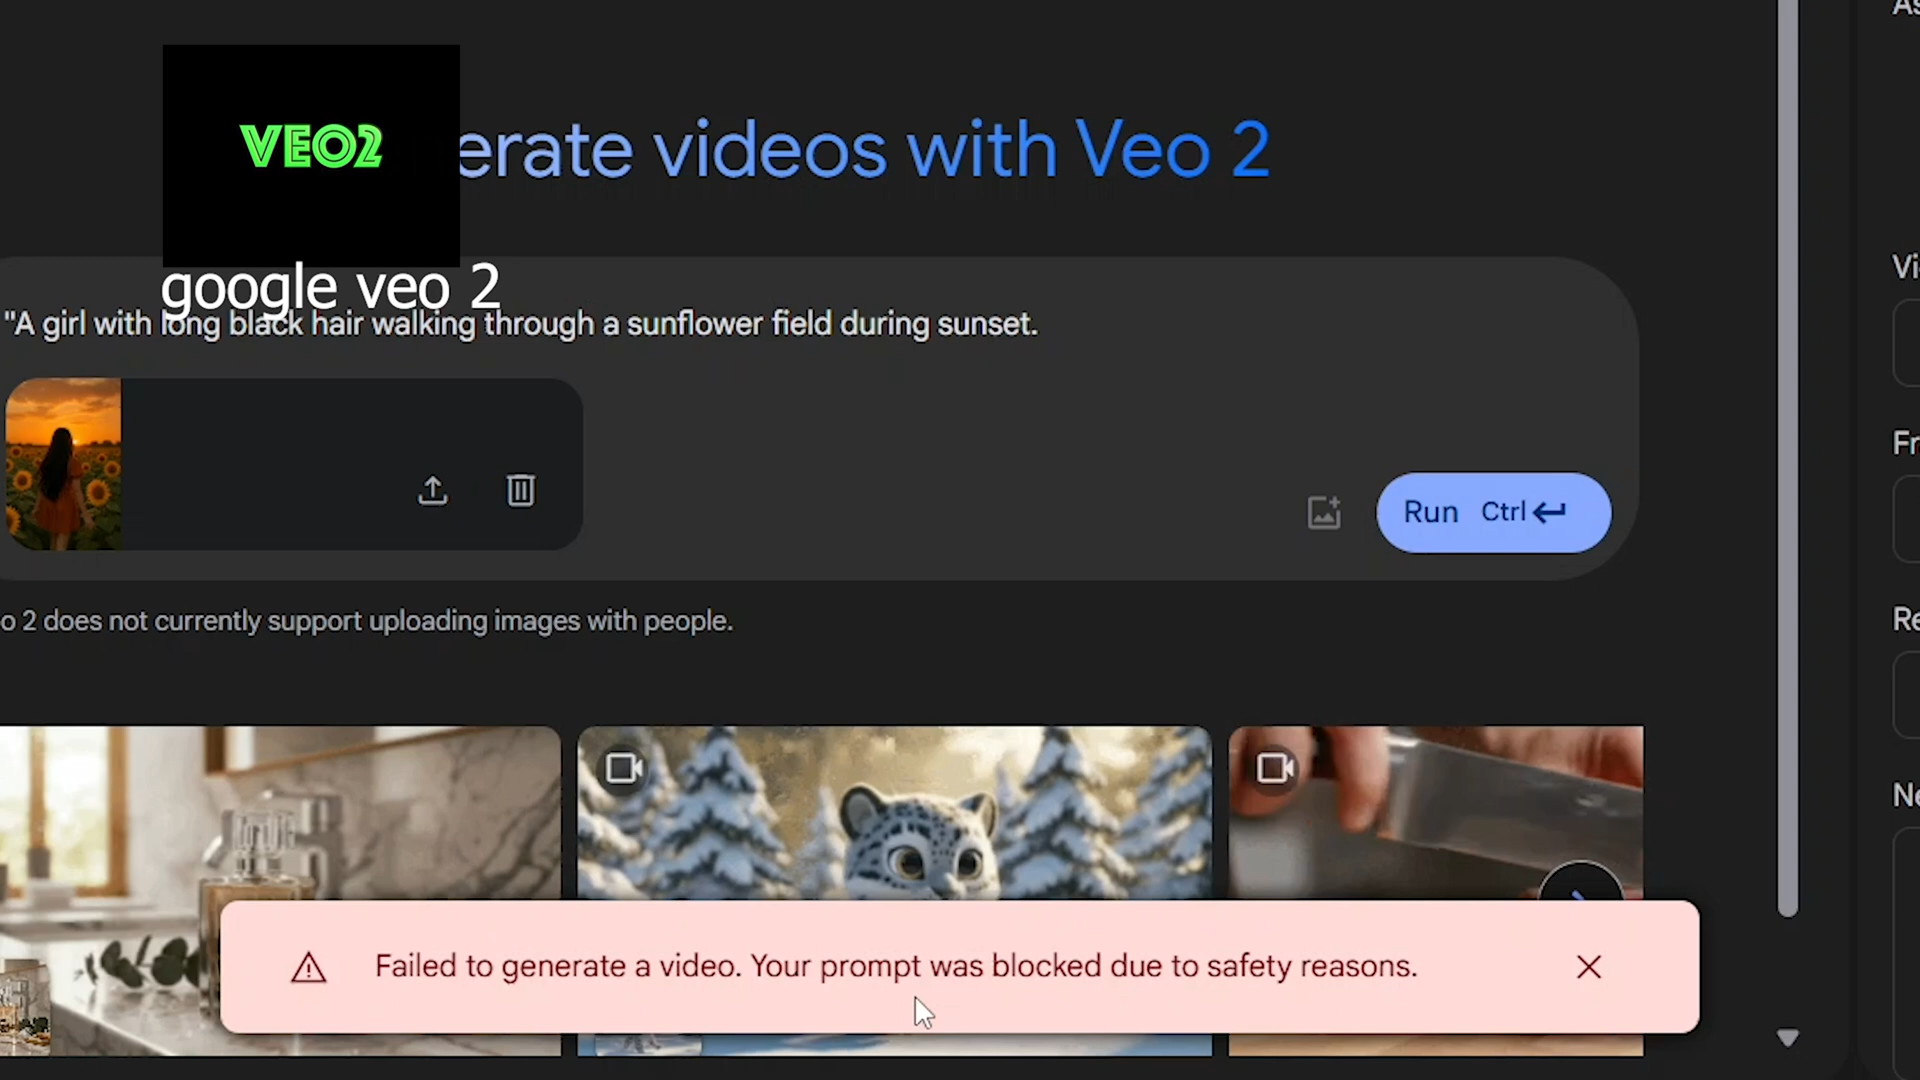 As
VEO2
erate videos with Veo 2
google veo 2
"A girl with long black hair walking through a sunflower field during sunset.
Run Ctrl
o 2 does not currently support uploading images with people.
Vi
Fr
Re
Ne
Failed to generate a video. Your prompt was blocked due to safety reasons.